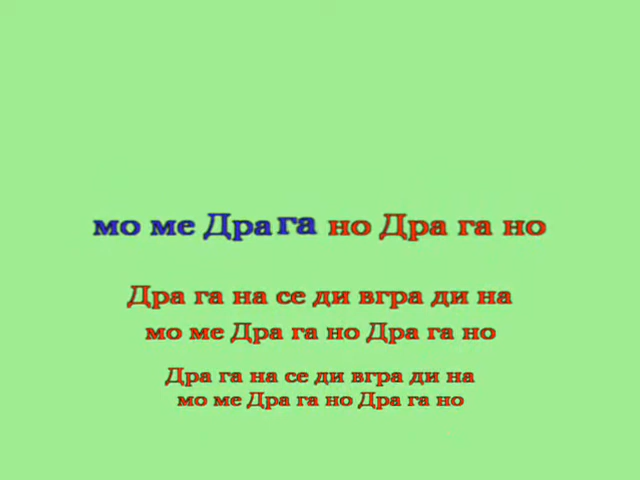 мо ме Дра га но Дра га но
Дра га на се ди вгра ди на
мо ме Дра га но Дра га но
Дра га на се ди вгра ди на
мо ме Дра га но Дра га но